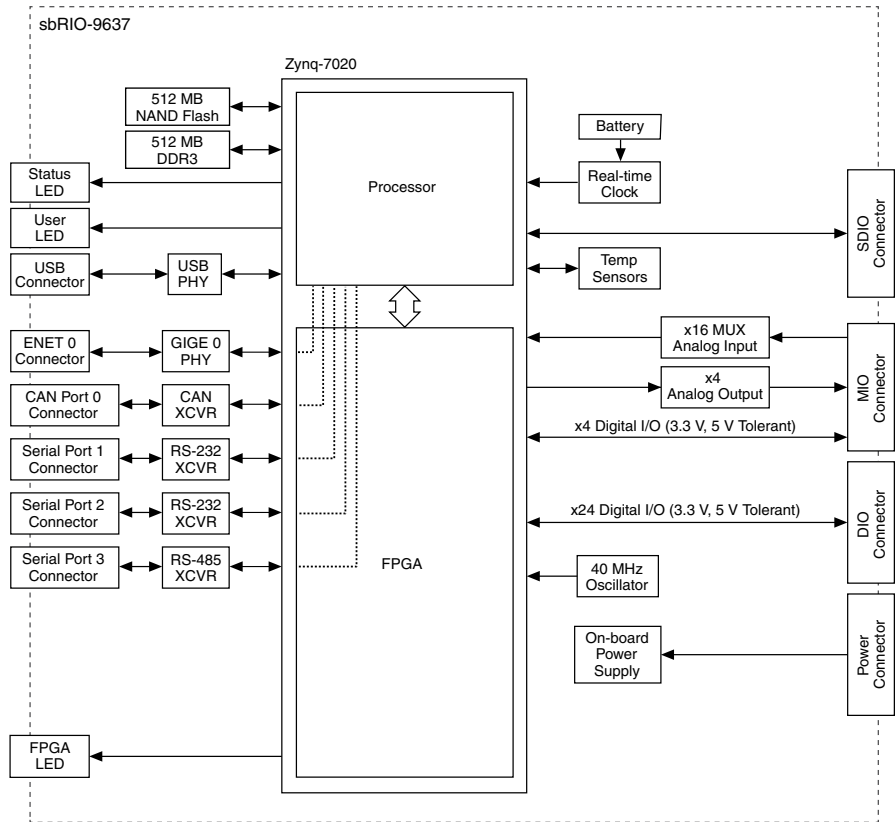 sbRIO-9637
Zynq-7020
512 MB
NAND Flash
512 MB
DDR3
Status
LED
User
LED
USB
Connector
USB
PHY
ENET 0
Connector
GIGE 0
PHY
CAN Port 0
Connector
CAN
XCVR
Serial Port 1
Connector
RS-232
XCVR
Serial Port 2
Connector
RS-232
XCVR
Serial Port 3
Connector
RS-485
XCVR
FPGA
LED
Processor
FPGA
Battery
Real-time
Clock
Temp
Sensors
x16 MUX
Analog Input
x4
Analog Output
x4 Digital I/O (3.3 V, 5 V Tolerant)
x24 Digital I/O (3.3 V, 5 V Tolerant)
40 MHz
Oscillator
On-board
Power
Supply
SDIO
Connector
MIO
Connector
DIO
Connector
Power
Connector